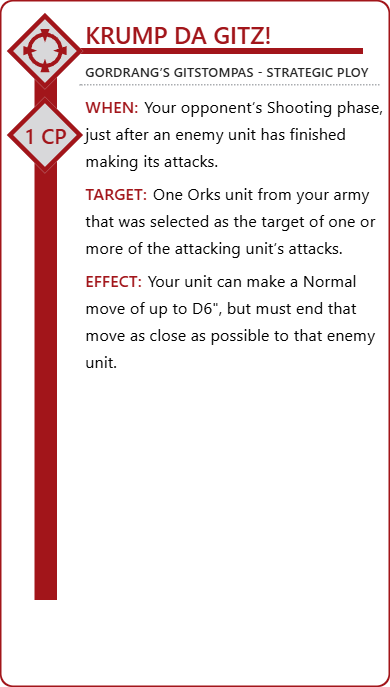 KRUMP DA GITZ!
GORDRANG’S GITSTOMPAS - STRATEGIC PLOY
1 CP
WHEN: Your opponent’s Shooting phase,
just after an enemy unit has finished
making its attacks.
TARGET: One Orks unit from your army
that was selected as the target of one or
more of the attacking unit’s attacks.
EFFECT: Your unit can make a Normal
move of up to D6", but must end that
move as close as possible to that enemy
unit.